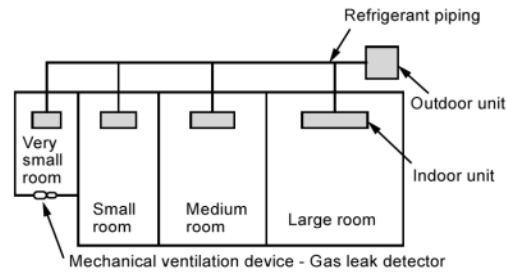 Refrigerant piping
Outdoor unit
Indoor unit
Very
small
room
Small
room
Medium
room
Large room
Mechanical ventilation device - Gas leak detector